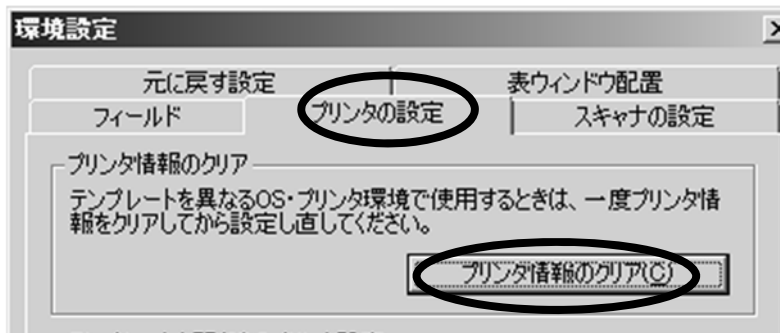 環境設定
元に戻す設定 表ウィンドウ配置
フィールド プリンタの設定 スキャナの設定
プリンタ情報のクリア
テンプレートを異なるOS・プリンタ環境で使用するときは、一度プリンタ情
報をクリアしてから設定し直してください。
プリンタ情報のクリア(C)